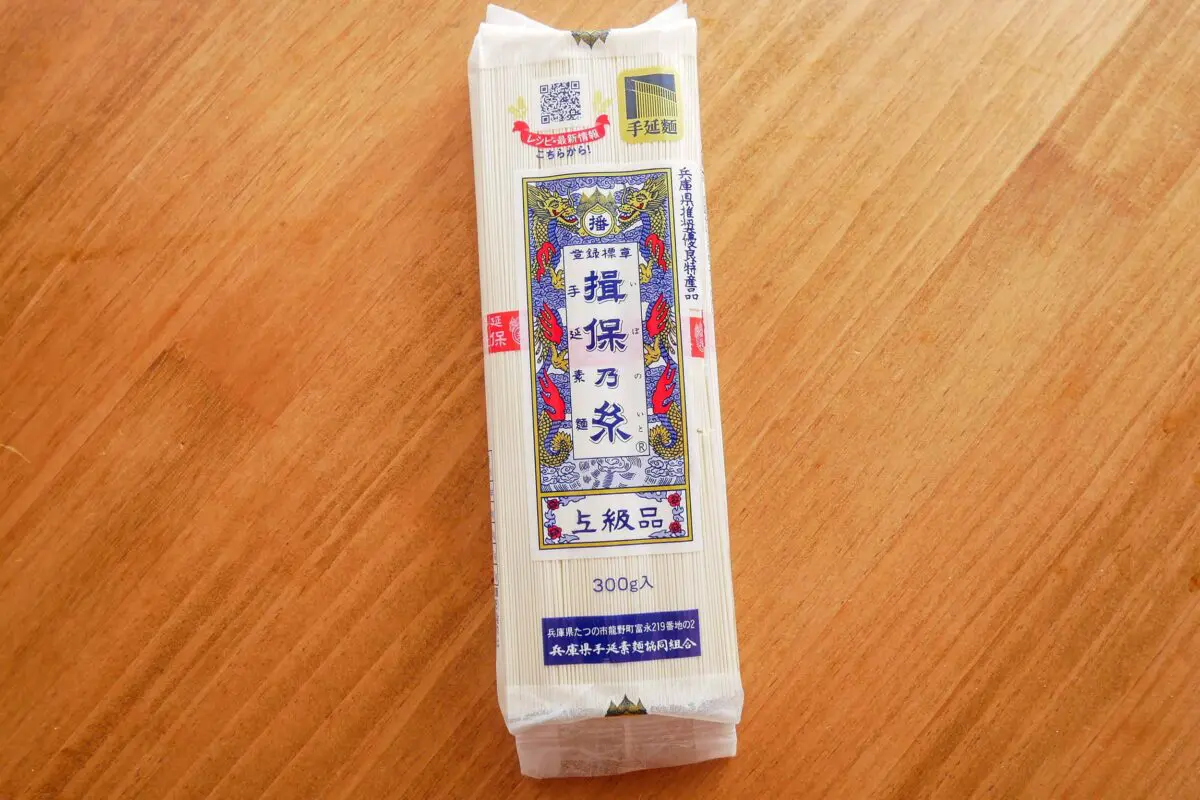 レシピ・最新情報
こちらから!
手延麵
兵庫県推奨優良特産品
播
登録標章
手延素麵
揖保乃糸
いぼのいと
®
上級品
延
保
300g入
兵庫県たつの市龍野町富永219番地の2
兵庫県手延素麵協同組合